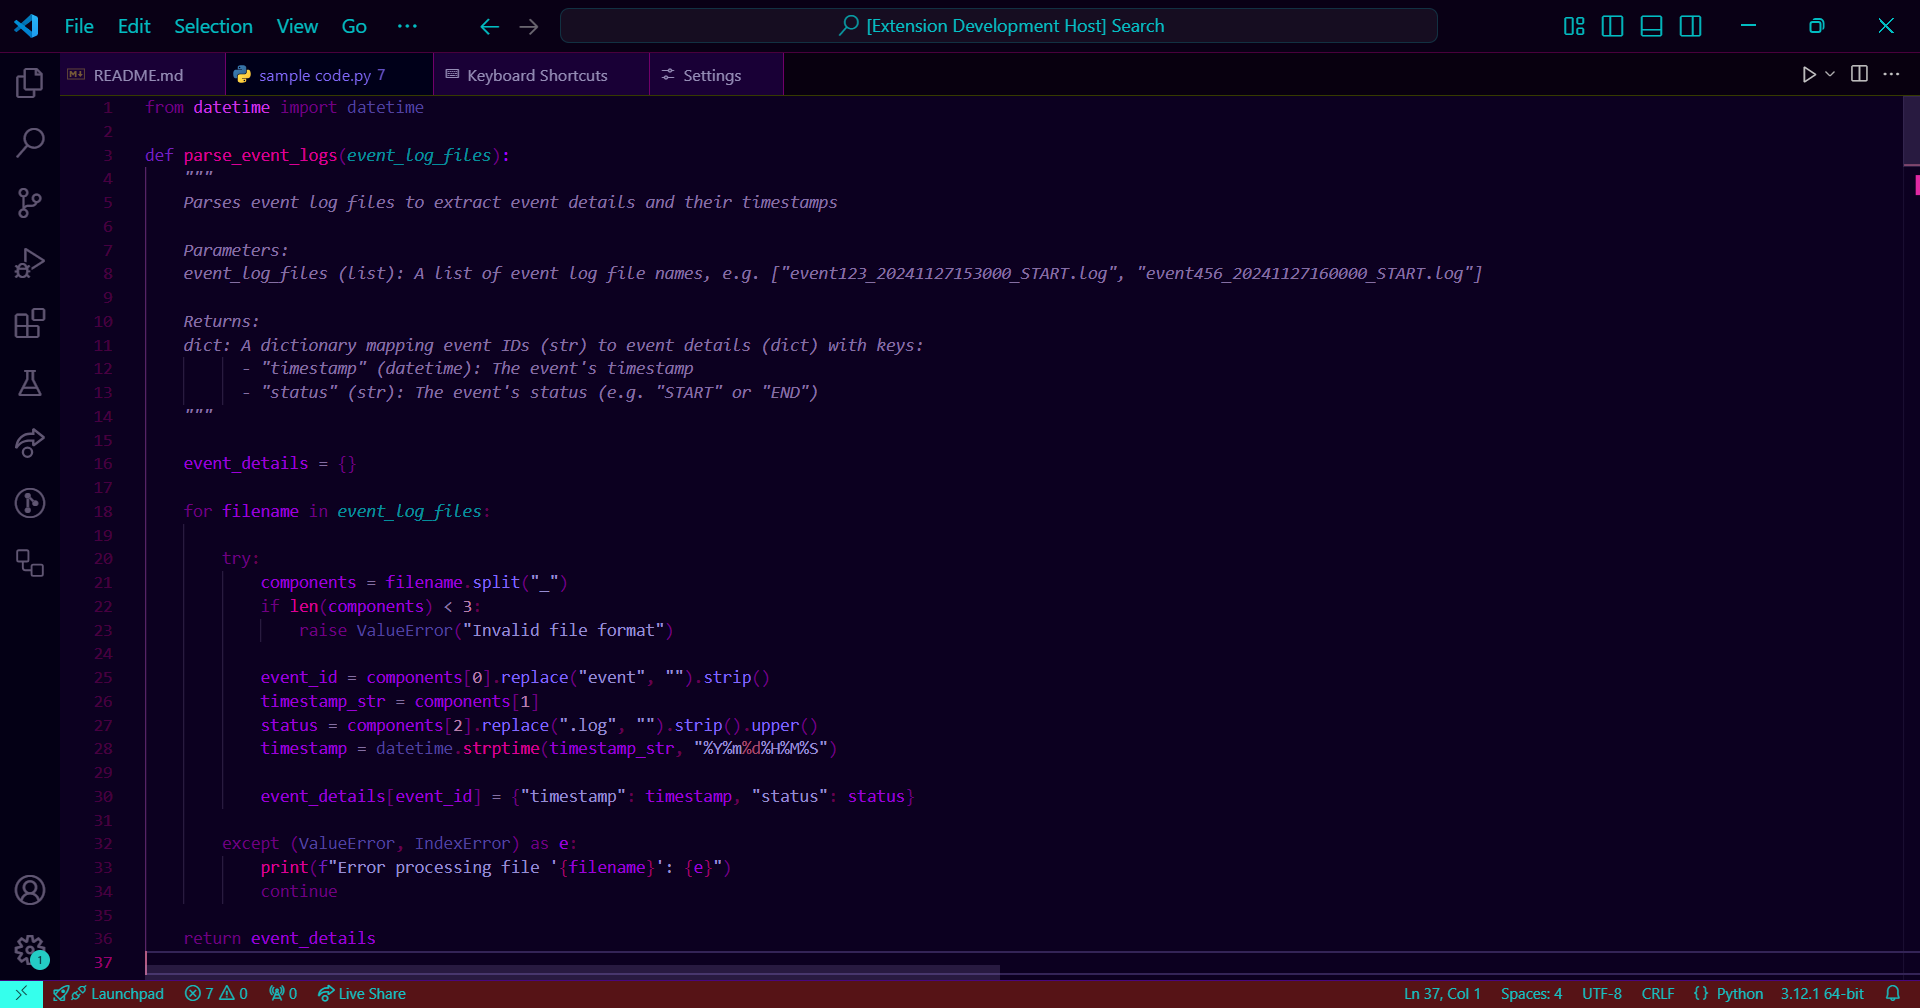 File Edit Selection View Go ··· [Extension Development Host] Search
README.md sample code.py 7 Keyboard Shortcuts Settings
1 from datetime import datetime
2
3 def parse_event_logs(event_log_files):
4 """
5 Parses event log files to extract event details and their timestamps
6
7 Parameters:
8 event_log_files (list): A list of event log file names, e.g. ["event123_20241127153000_START.log", "event456_20241127160000_START.log"]
9
10 Returns:
11 dict: A dictionary mapping event IDs (str) to event details (dict) with keys:
12 - "timestamp" (datetime): The event's timestamp
13 - "status" (str): The event's status (e.g. "START" or "END")
14 """
15
16 event_details = {}
17
18 for filename in event_log_files:
19
20 try:
21 components = filename.split("_")
22 if len(components) < 3:
23 raise ValueError("Invalid file format")
24
25 event_id = components[0].replace("event", "").strip()
26 timestamp_str = components[1]
27 status = components[2].replace(".log", "").strip().upper()
28 timestamp = datetime.strptime(timestamp_str, "%Y%m%d%H%M%S")
29
30 event_details[event_id] = {"timestamp": timestamp, "status": status}
31
32 except (ValueError, IndexError) as e:
33 print(f"Error processing file '{filename}': {e}")
34 continue
35
36 return event_details
37
1
Launchpad 7 0 0 Live Share Ln 37, Col 1 Spaces: 4 UTF-8 CRLF {} Python 3.12.1 64-bit